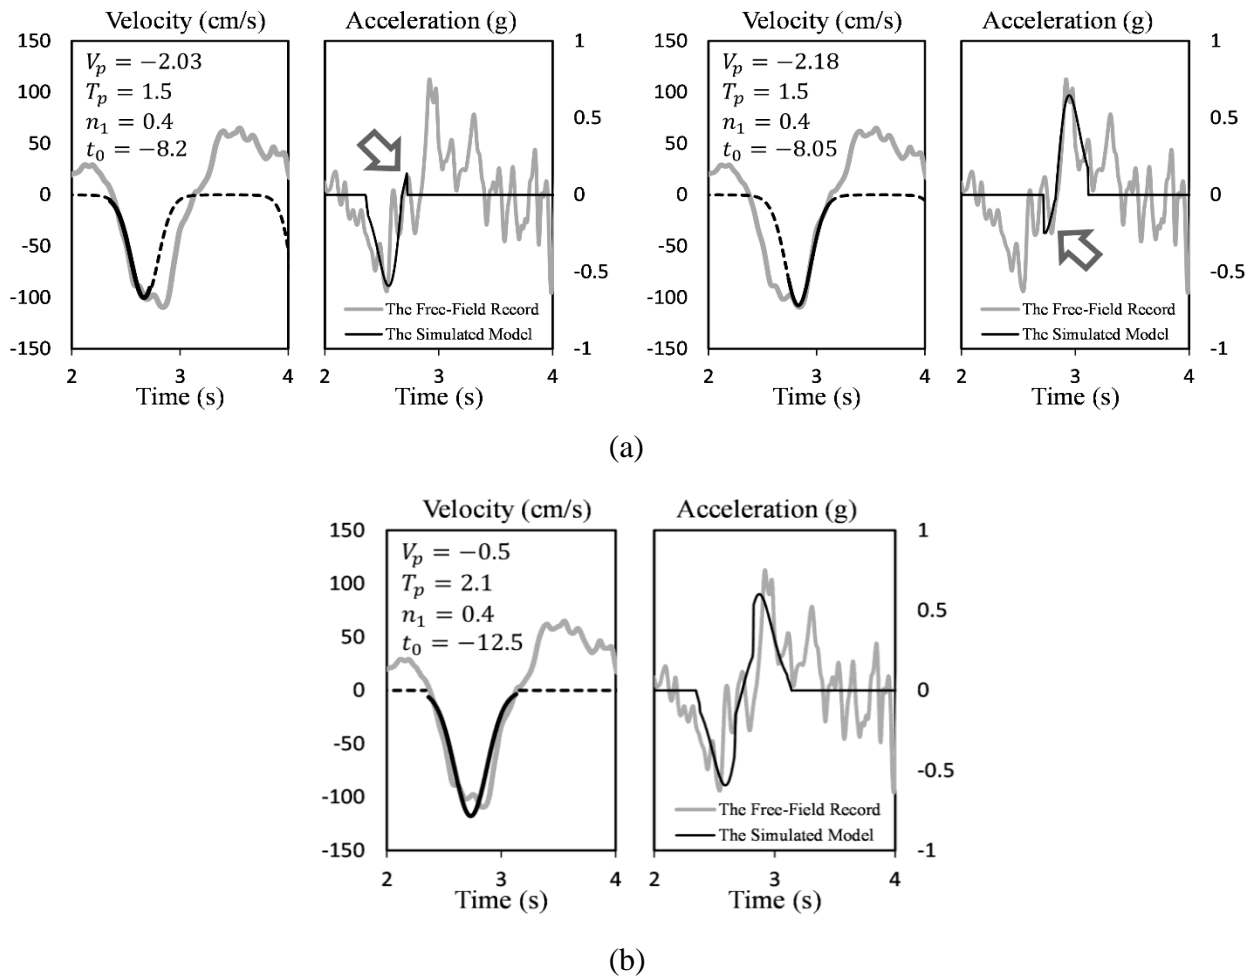 Velocity (cm/s)
Acceleration (g)
150
100
50
0
-50
-100
-150
V_p = −2.03
T_p = 1.5
n_1 = 0.4
t_0 = −8.2
2
3
4
Time (s)
The Free-Field Record
The Simulated Model
2
3
4
Time (s)
1
0.5
0
-0.5
-1
Velocity (cm/s)
Acceleration (g)
150
100
50
0
-50
-100
-150
V_p = −2.18
T_p = 1.5
n_1 = 0.4
t_0 = −8.05
2
3
4
Time (s)
The Free-Field Record
The Simulated Model
2
3
4
Time (s)
1
0.5
0
-0.5
-1
(a)
Velocity (cm/s)
Acceleration (g)
150
100
50
0
-50
-100
-150
V_p = −0.5
T_p = 2.1
n_1 = 0.4
t_0 = −12.5
2
3
4
Time (s)
The Free-Field Record
The Simulated Model
2
3
4
Time (s)
1
0.5
0
-0.5
-1
(b)